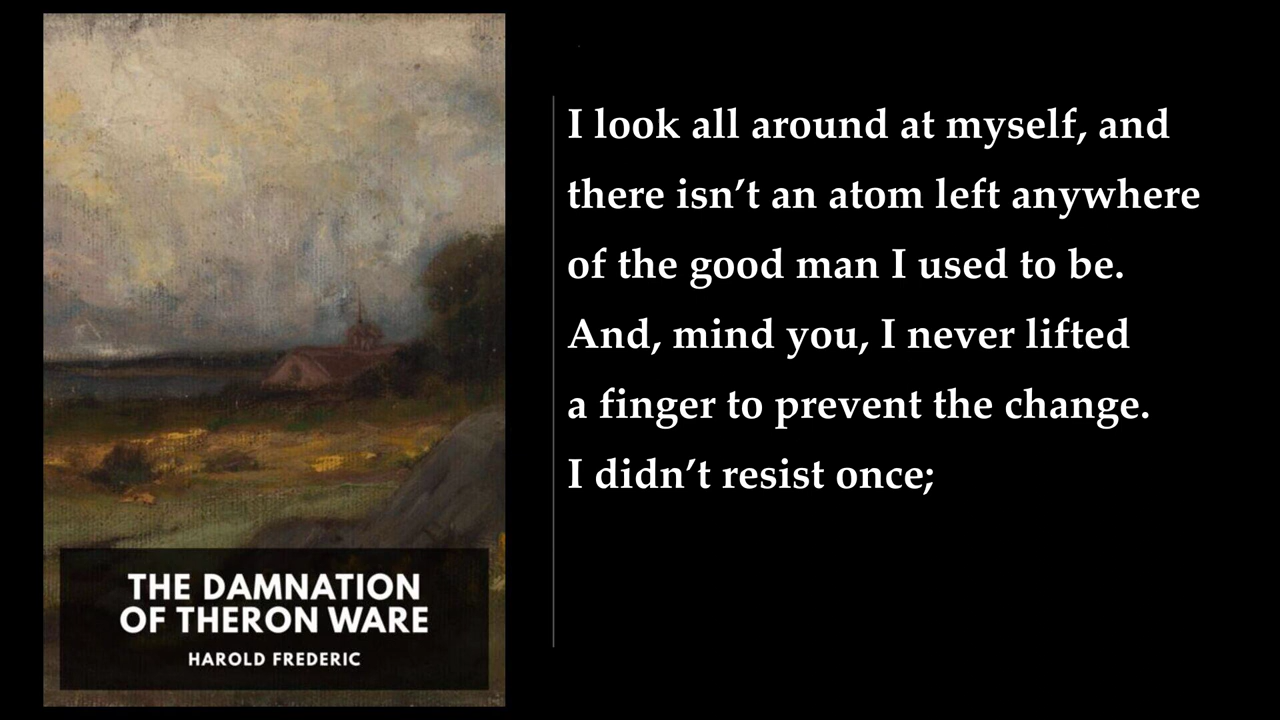 THE DAMNATION
OF THERON WARE
HAROLD FREDERIC
I look all around at myself, and
there isn’t an atom left anywhere
of the good man I used to be.
And, mind you, I never lifted
a finger to prevent the change.
I didn’t resist once;